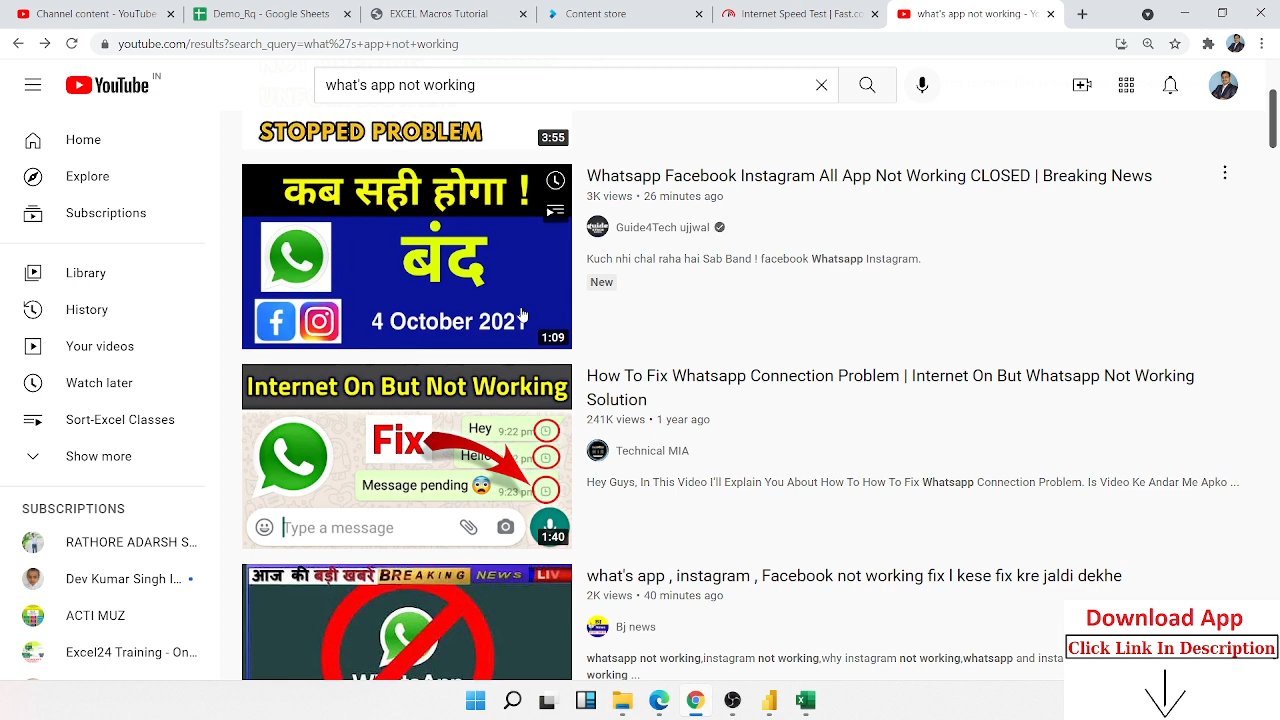 Channel content - YouTube
Demo_Rq - Google Sheets
EXCEL Macros Tutorial
Content store
Internet Speed Test | Fast.co
what's app not working - Yo
youtube.com/results?search_query=what%27s+app+not+working
YouTube IN
what's app not working
Home
Explore
Subscriptions
Library
History
Your videos
Watch later
Sort-Excel Classes
Show more
SUBSCRIPTIONS
RATHORE ADARSH S...
Dev Kumar Singh I...
ACTI MUZ
Excel24 Training - On...
STOPPED PROBLEM
3:55
कब सही होगा !
बंद
4 October 2021
1:09
Whatsapp Facebook Instagram All App Not Working CLOSED | Breaking News
3K views • 26 minutes ago
guide
Guide4Tech ujjwal
Kuch nhi chal raha hai Sab Band ! facebook Whatsapp Instagram.
New
Internet On But Not Working
Fix
Hey 9:22 pm
Hello
Message pending 😨 9:23 pm
Type a message
1:40
How To Fix Whatsapp Connection Problem | Internet On But Whatsapp Not Working
Solution
241K views • 1 year ago
Technical MIA
Hey Guys, In This Video I'll Explain You About How To How To Fix Whatsapp Connection Problem. Is Video Ke Andar Me Apko ...
आज की बड़ी खबरें BREAKING NEWS LIV
WhatsApp
what's app , instagram , Facebook not working fix l kese fix kre jaldi dekhe
2K views • 40 minutes ago
Bj news
whatsapp not working,instagram not working,why instagram not working,whatsapp and insta
working ...
Download App
Click Link In Description